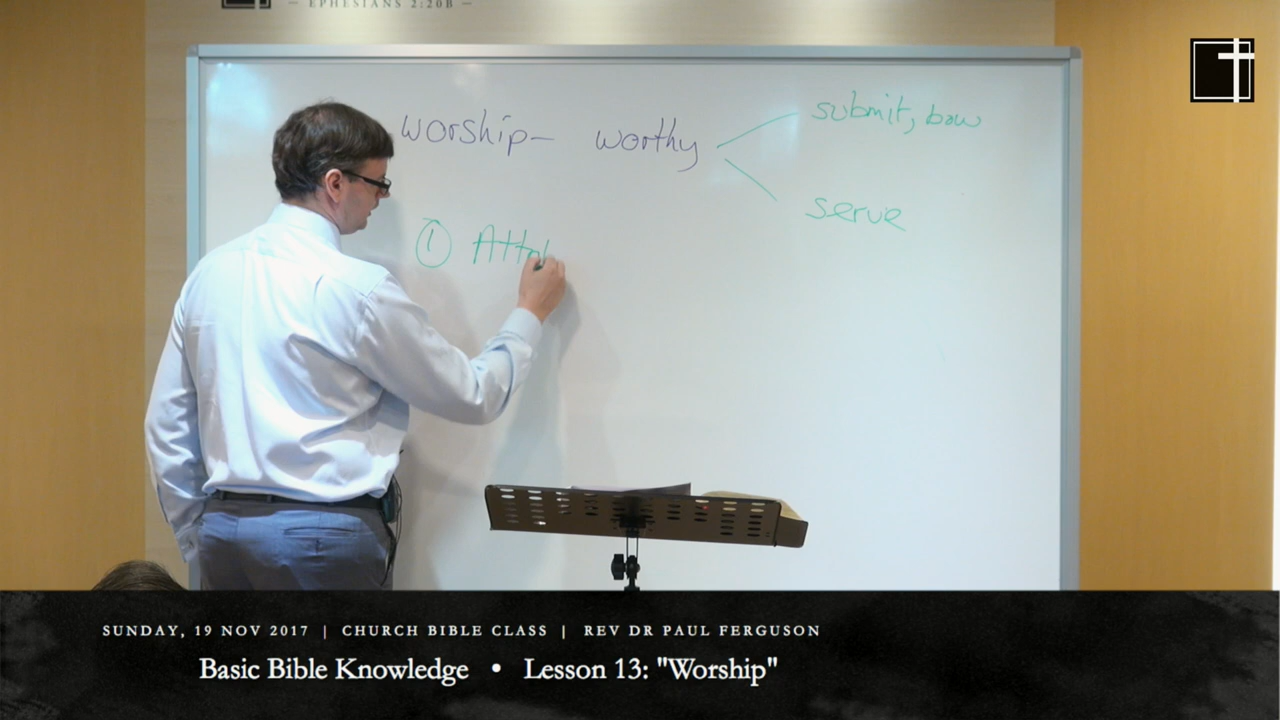 — EPHESIANS 2:20B —
worship – worthy
submit, bow
serve
① Att
SUNDAY, 19 NOV 2017 | CHURCH BIBLE CLASS | REV DR PAUL FERGUSON
Basic Bible Knowledge • Lesson 13: "Worship"